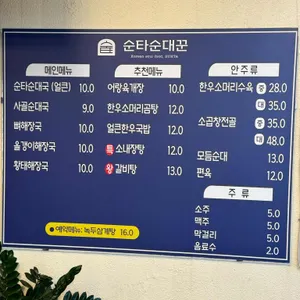 순타순대꾼
메인메뉴
순타순대국 (얼큰) 10.0
사골순대국 9.0
뼈해장국 10.0
올갱이해장국 10.0
황태해장국 10.0
추천메뉴
어랑육개장 10.0
한우소머리곰탕 12.0
얼큰한우국밥 12.0
특 소내장탕 12.0
왕 갈비탕 13.0
예약메뉴: 녹두삼계탕 16.0
안주류
한우소머리수육 중 28.0
대 35.0
소곱창전골 중 35.0
대 48.0
모듬순대 13.0
편육 12.0
주류
소주 5.0
맥주 5.0
막걸리 5.0
음료수 2.0